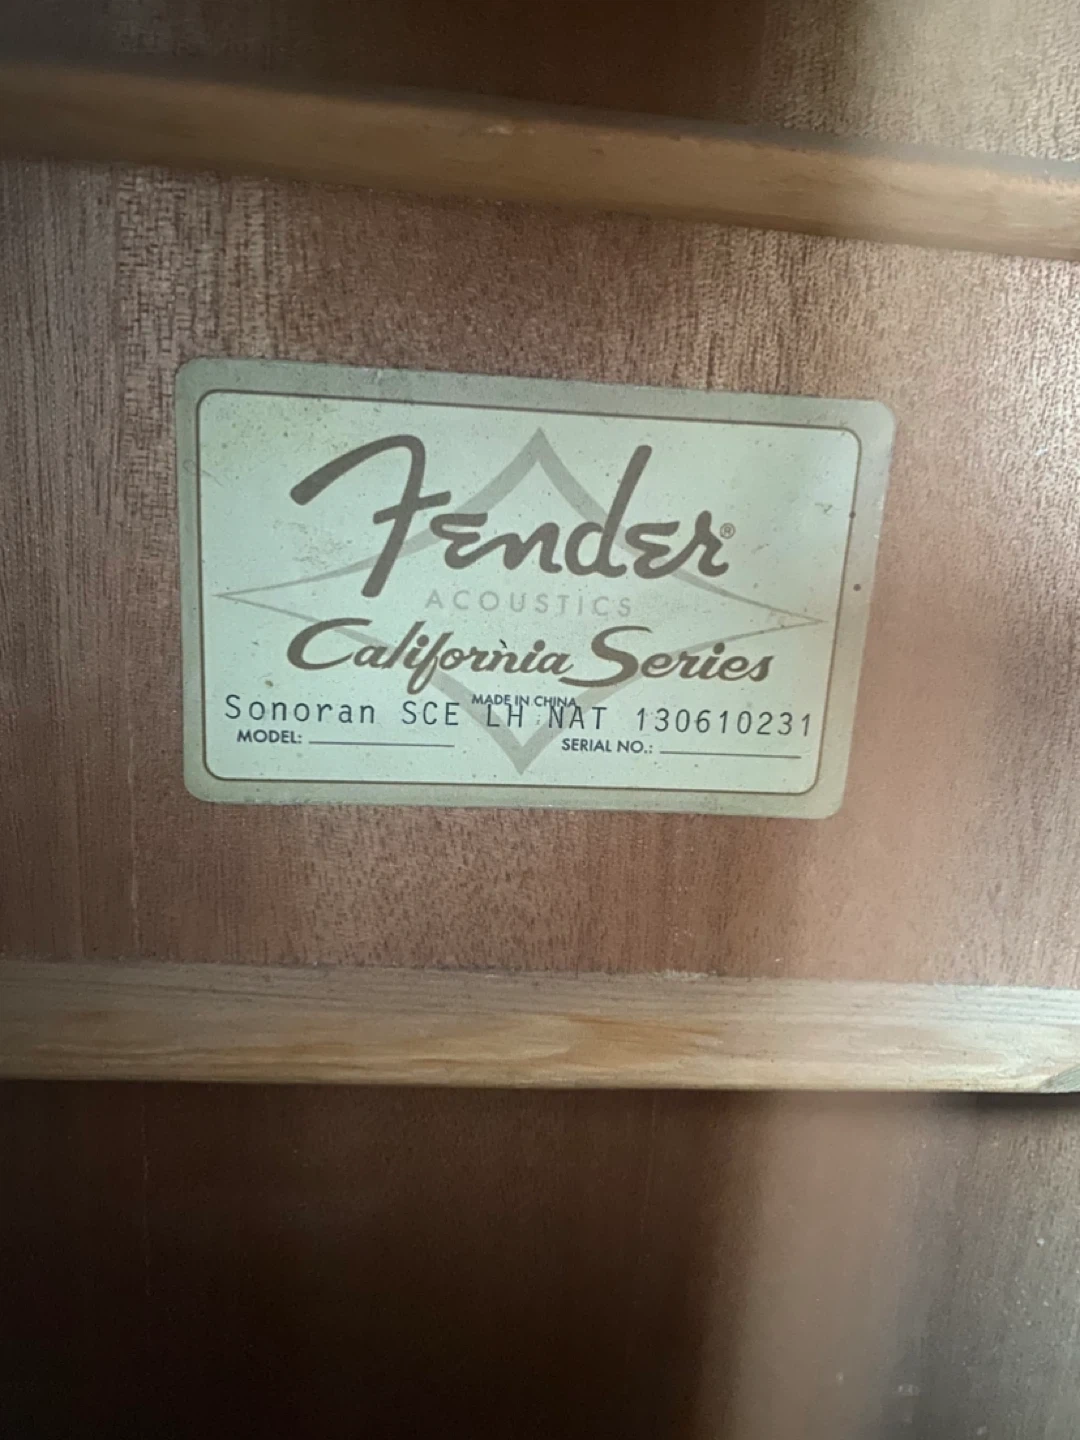 Fender®
ACOUSTICS
California Series
MADE IN CHINA
Sonoran SCE LH NAT 130610231
MODEL: SERIAL NO.: